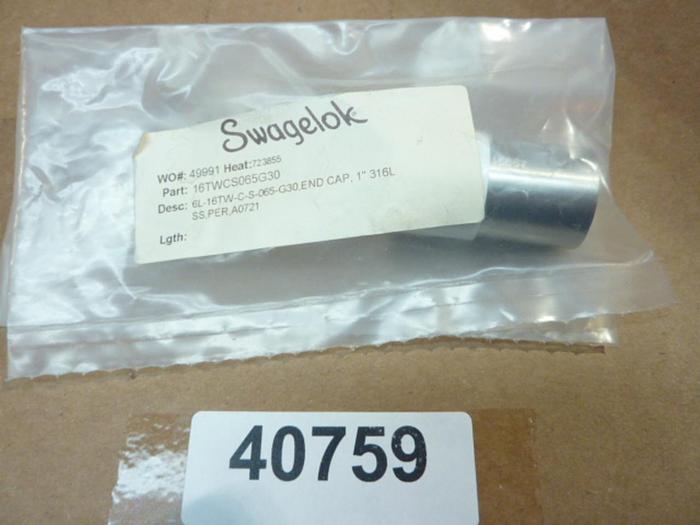 Swagelok
WO#: 49991 Heat:723855
Part: 16TWCS065G30
Desc: 6L-16TW-C-S-065-G30,END CAP, 1" 316L
SS,PER,A0721
Lgth:
40759